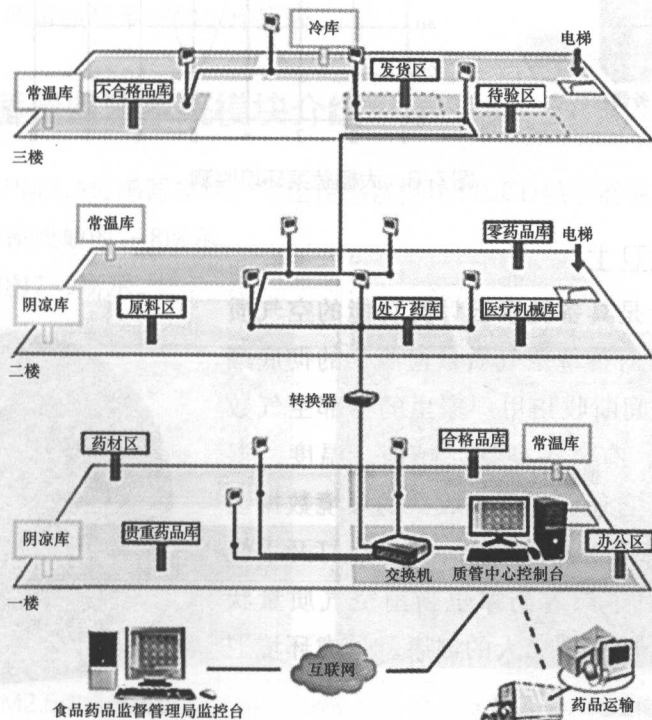 冷库
电梯
发货区
常温库
不合格品库
待验区
三楼
常温库
零药品库
电梯
阴凉库
原料区
处方药库
医疗机械库
二楼
转换器
药材区
合格品库
常温库
阴凉库
贵重药品库
办公区
交换机
质管中心控制台
一楼
互联网
食品药品监督管理局监控台
药品运输